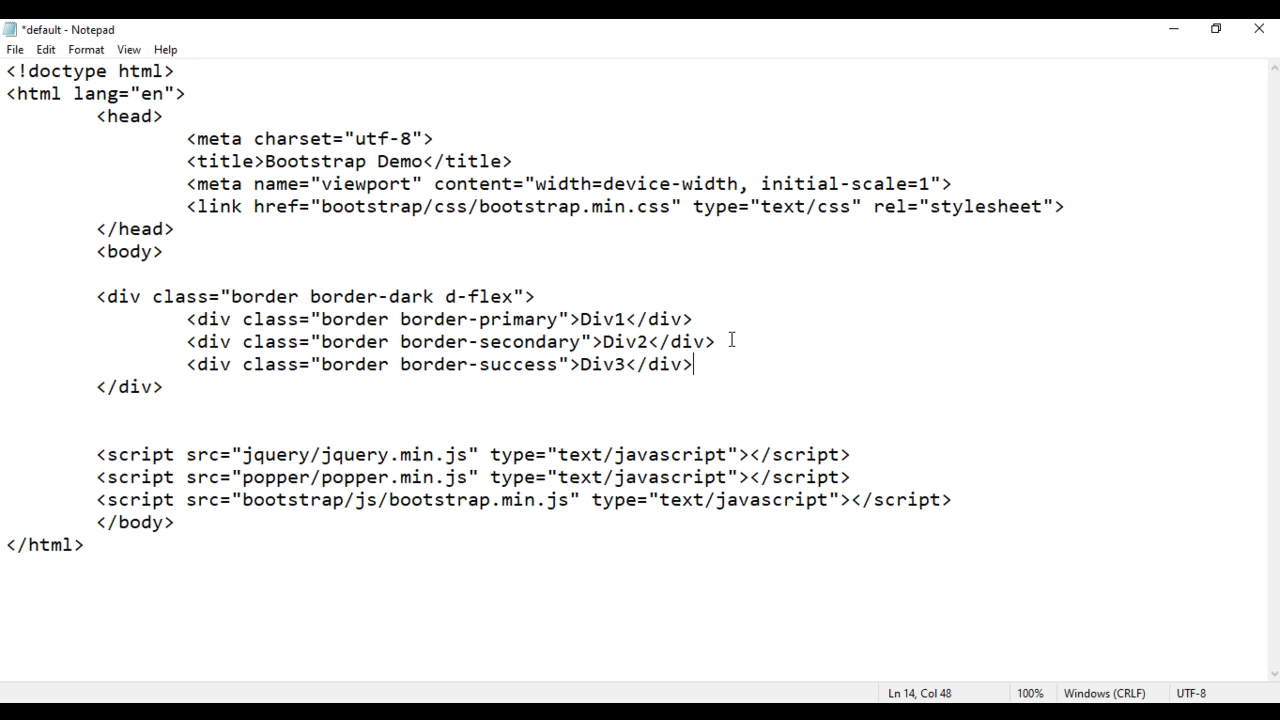 *default - Notepad
File Edit Format View Help
<!doctype html>
<html lang="en">
<head>
<meta charset="utf-8">
<title>Bootstrap Demo</title>
<meta name="viewport" content="width=device-width, initial-scale=1">
<link href="bootstrap/css/bootstrap.min.css" type="text/css" rel="stylesheet">
</head>
<body>
<div class="border border-dark d-flex">
<div class="border border-primary">Div1</div>
<div class="border border-secondary">Div2</div>
<div class="border border-success">Div3</div>
</div>
<script src="jquery/jquery.min.js" type="text/javascript"></script>
<script src="popper/popper.min.js" type="text/javascript"></script>
<script src="bootstrap/js/bootstrap.min.js" type="text/javascript"></script>
</body>
</html>
Ln 14, Col 48 100% Windows (CRLF) UTF-8